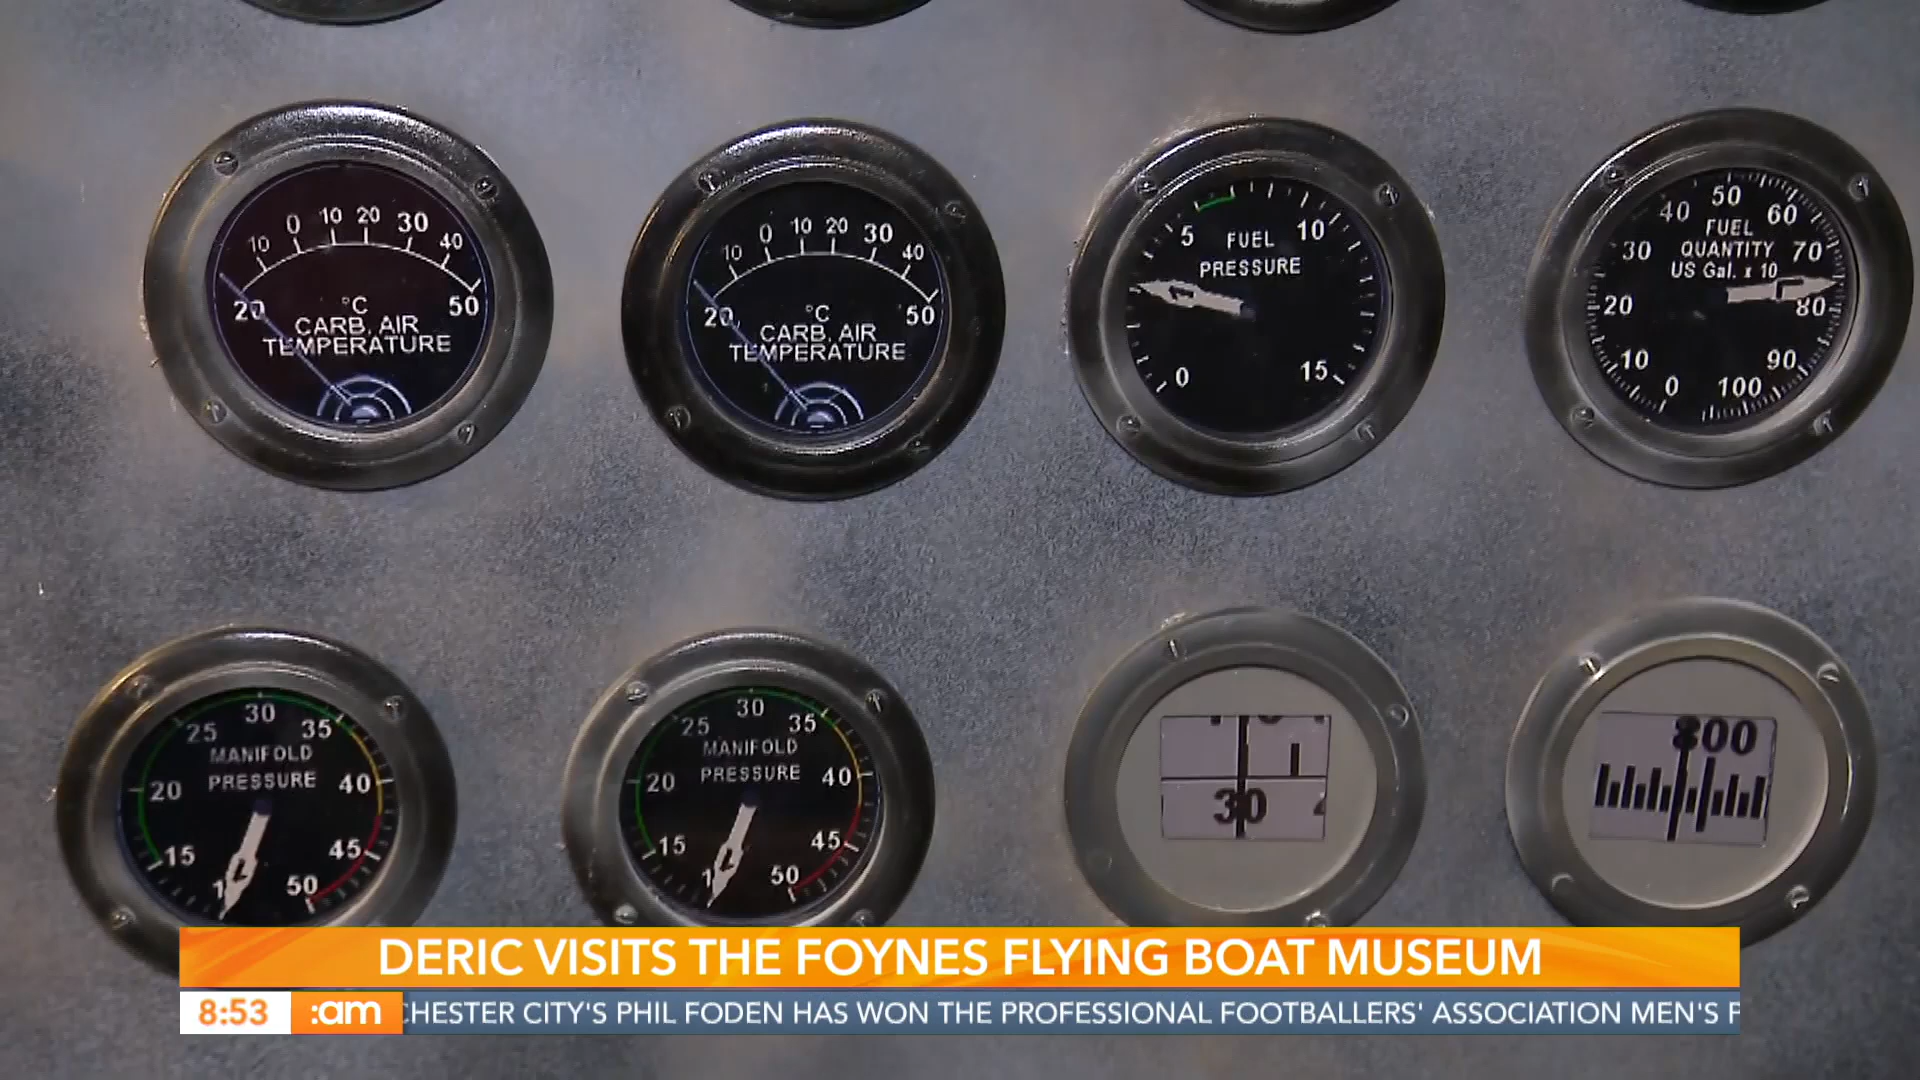 10 0 10 20 30 40
20 50
°C
CARB. AIR
TEMPERATURE
10 0 10 20 30 40
20 50
°C
CARB. AIR
TEMPERATURE
5 FUEL 10
PRESSURE
0 15
40 50 60
FUEL
30 QUANTITY 70
US Gal. x 10
20 80
10 90
0 100
25 30 35
MANIFOLD
PRESSURE
20 40
15 45
50
25 30 35
MANIFOLD
PRESSURE
20 40
15 45
50
30
800
DERIC VISITS THE FOYNES FLYING BOAT MUSEUM
8:53 :am CHESTER CITY'S PHIL FODEN HAS WON THE PROFESSIONAL FOOTBALLERS' ASSOCIATION MEN'S